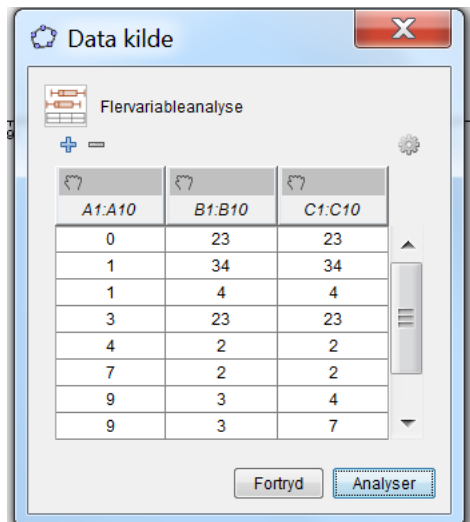 Data kilde
Flervariableanalyse
A1:A10 B1:B10 C1:C10
0 23 23
1 34 34
1 4 4
3 23 23
4 2 2
7 2 2
9 3 4
9 3 7
Fortryd Analyser